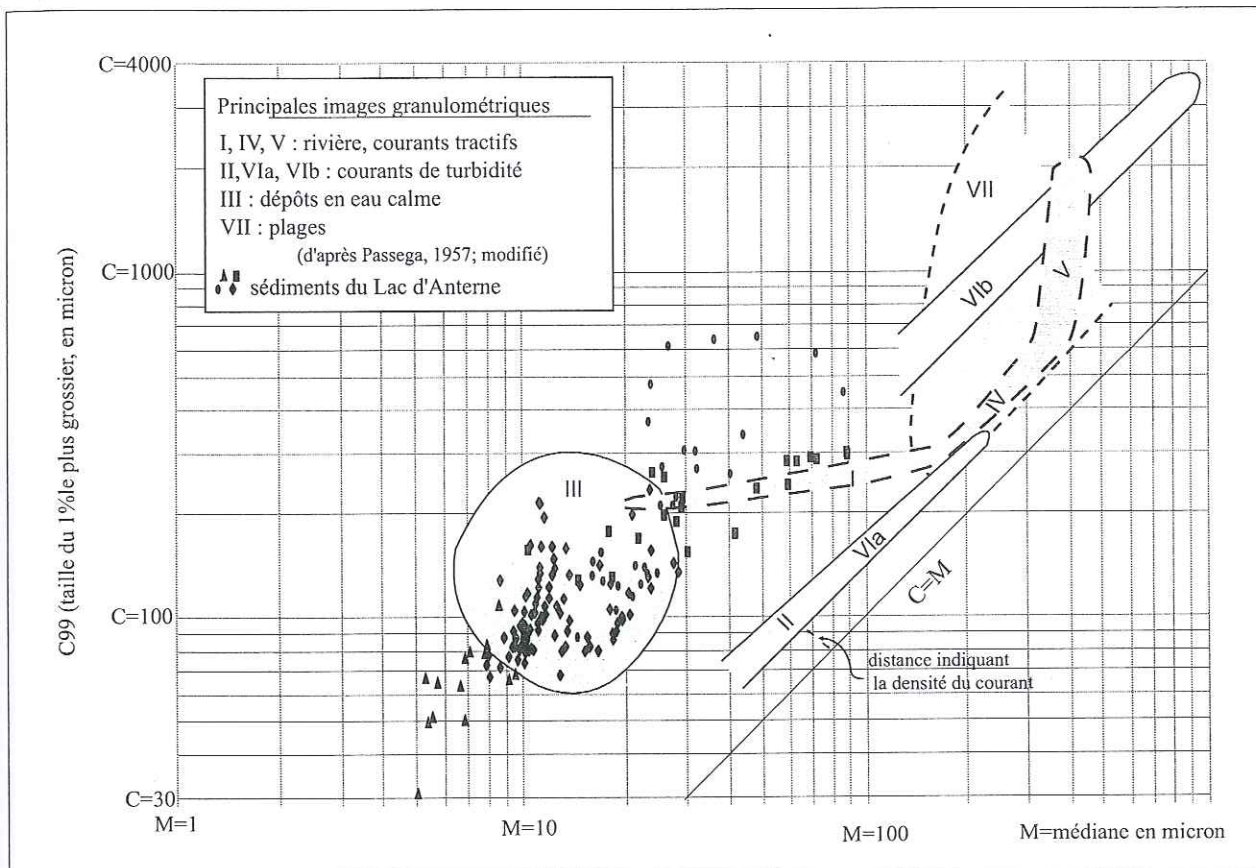 C=4000
Principales images granulométriques
I, IV, V : rivière, courants tractifs
II,VIa, VIb : courants de turbidité
III : dépôts en eau calme
VII : plages
(d'après Passega, 1957; modifié)
sédiments du Lac d'Anterne
C99 (taille du 1%le plus grossier, en micron)
VII
V
C=1000
VIb
IV
III
VIa
C=M
C=100
II
distance indiquant
la densité du courant
C=30
M=1
M=10
M=100
M=médiane en micron